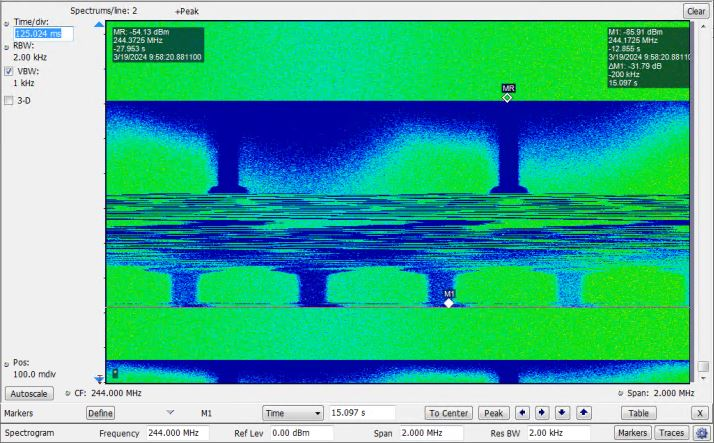 Spectrums/line: 2
+Peak
Clear
Time/div:
125.024 ms
RBW:
2.00 kHz
VBW:
1 kHz
3-D
MR: -54.13 dBm
244.3725 MHz
-27.953 s
3/19/2024 9:58:20.881100
M1: -85.91 dBm
244.1725 MHz
-12.855 s
3/19/2024 9:58:20.881100
ΔM1: -31.79 dB
-200 kHz
15.097 s
MR
M1
Pos:
100.0 mdiv
Autoscale
CF: 244.000 MHz
Span: 2.000 MHz
Markers
Define
M1
Time
15.097 s
To Center
Peak
Table
X
Spectrogram
Frequency
244.000 MHz
Ref Lev
0.00 dBm
Span
2.000 MHz
Res BW
2.00 kHz
Markers
Traces